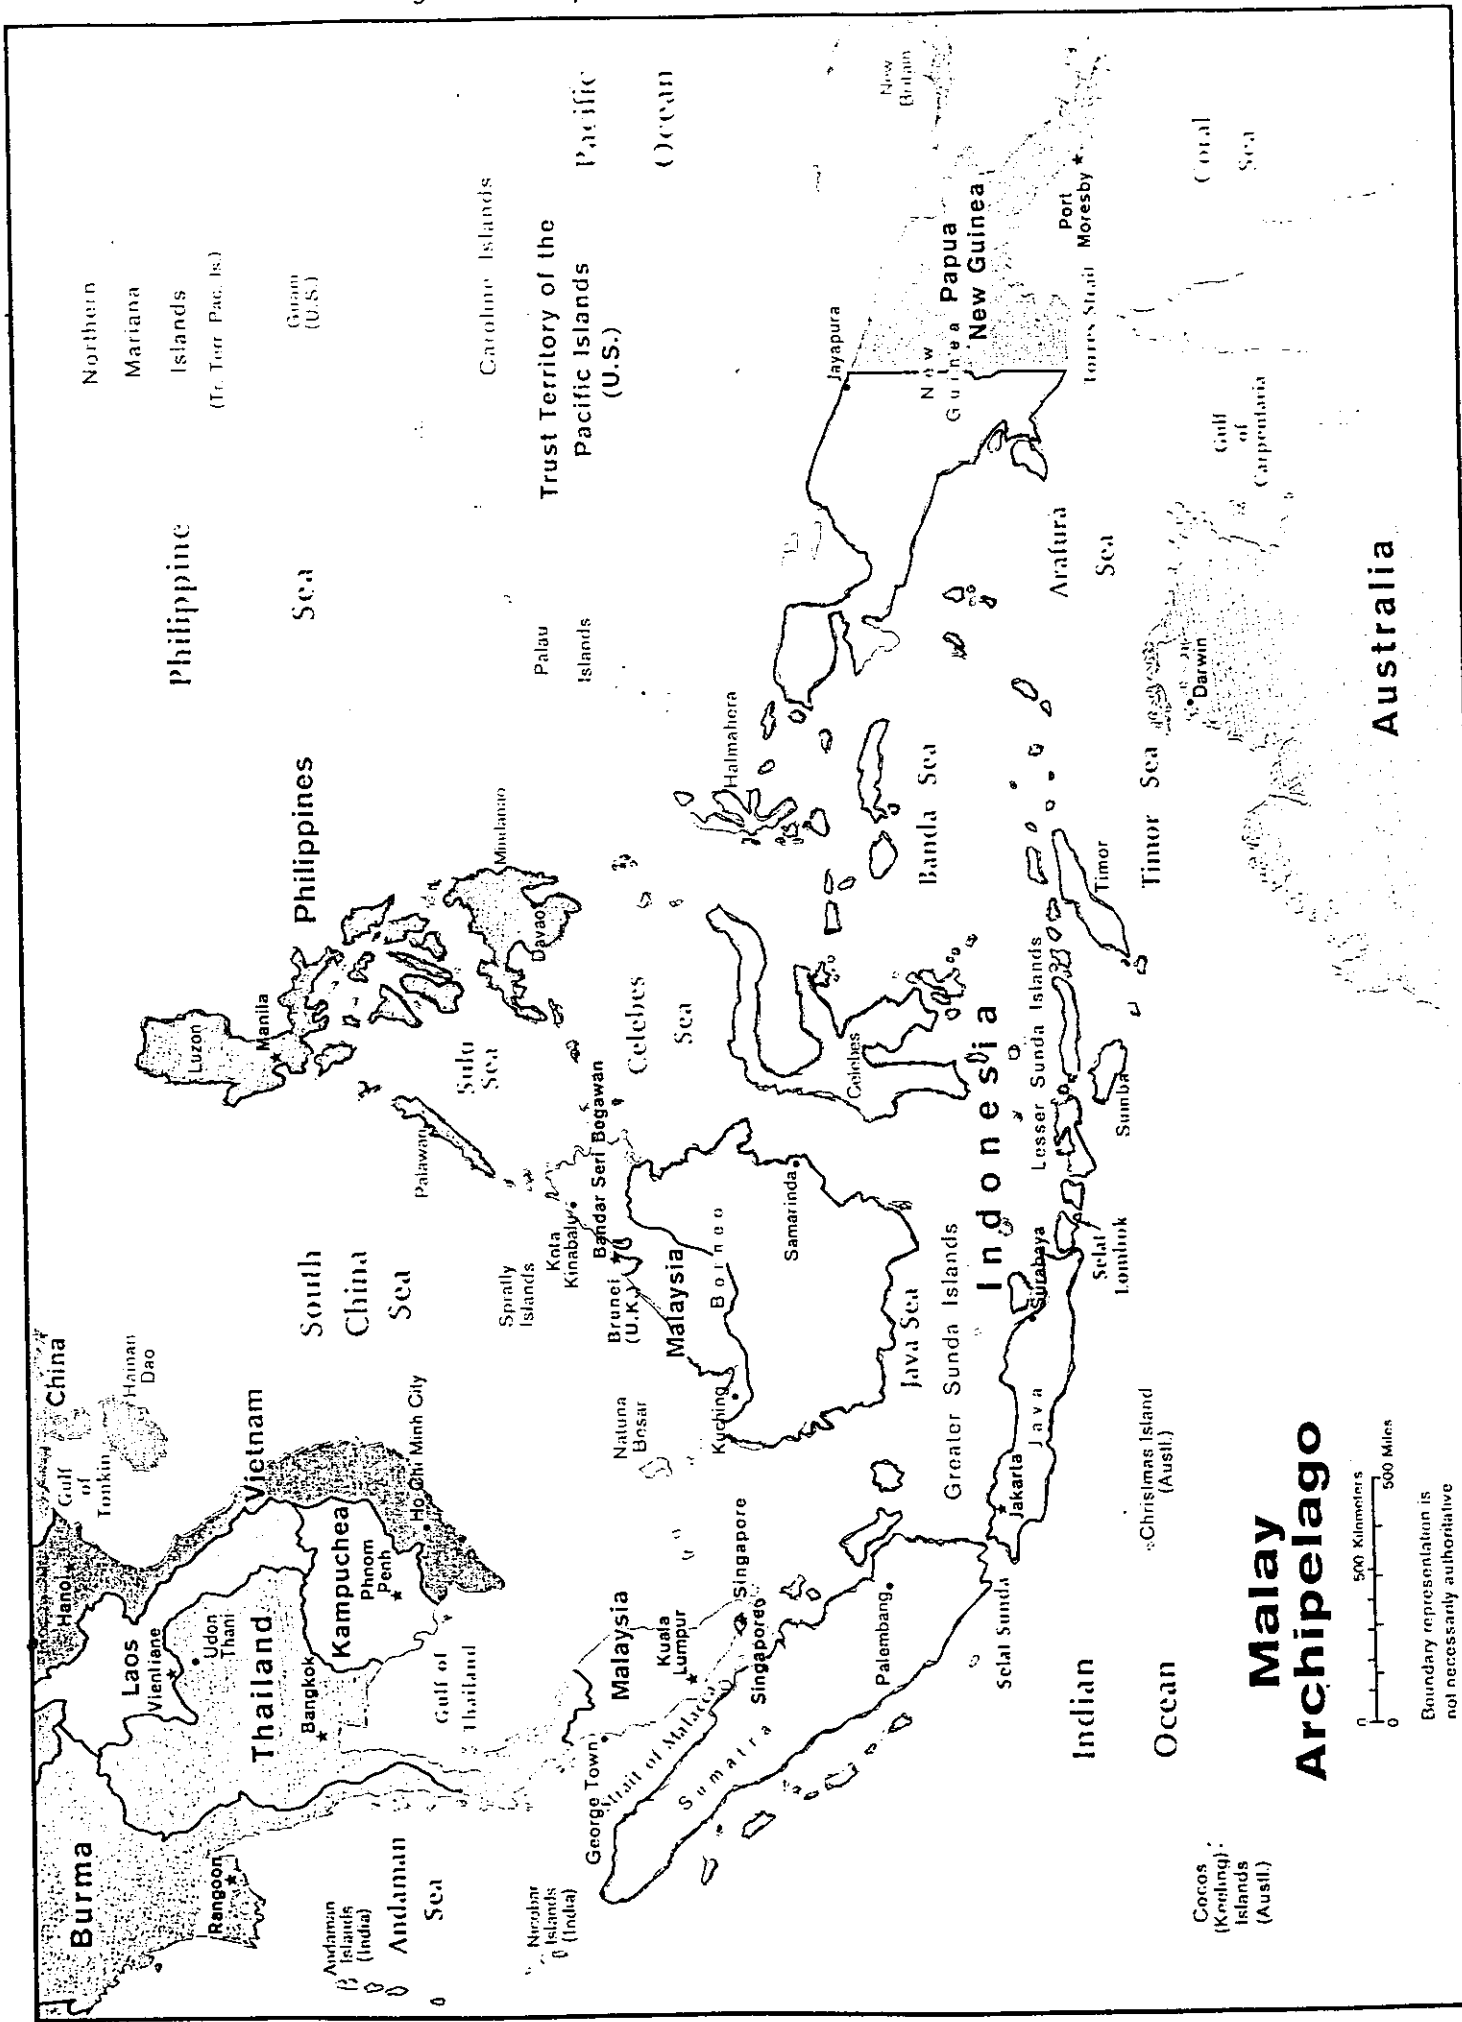 Burma
Rangoon
Andaman
Islands
(India)
Andaman
Sea
Nicobar
Islands
(India)
Cocos
(Keeling)
Islands
(Austl.)
Laos
Vientiane
Hanoi
Udon
Thani
Thailand
Bangkok
Kampuchea
Phnom
Penh
Gulf of
Thailand
China
Gulf
of
Tonkin
Hainan
Dao
Vietnam
Ho Chi Minh City
George Town
Strait of Malacca
Malaysia
Kuala
Lumpur
Singapore
Singapore
Sumatra
Palembang
Selat Sunda
Indian
Ocean
South
China
Sea
Spratly
Islands
Natuna
Besar
Kota
Kinabalu
Bandar Seri Begawan
Brunei
(U.K.)
Malaysia
Kuching
Borneo
Samarinda
Java Sea
Greater Sunda Islands
Indonesia
Jakarta
Java
Surabaya
Selat
Lombok
Christmas Island
(Austl.)
Luzon
Manila
Philippines
Palawan
Sulu
Sea
Mindanao
Davao
Celebes
Sea
Celebes
Lesser Sunda Islands
Sumba
Timor
Timor Sea
Banda Sea
Halmahera
Philippine
Sea
Palau
Islands
Northern
Mariana
Islands
(Tr. Terr. Pac. Is.)
Guam
(U.S.)
Caroline Islands
Trust Territory of the
Pacific Islands
(U.S.)
Pacific
Ocean
Jayapura
New
Guinea
Papua
New Guinea
New
Britain
Port
Moresby
Torres Strait
Coral
Sea
Arafura
Sea
Gulf
of
Carpentaria
Darwin
Australia
Malay
Archipelago
0 500 Kilometers
0 500 Miles
Boundary representation is
not necessarily authoritative